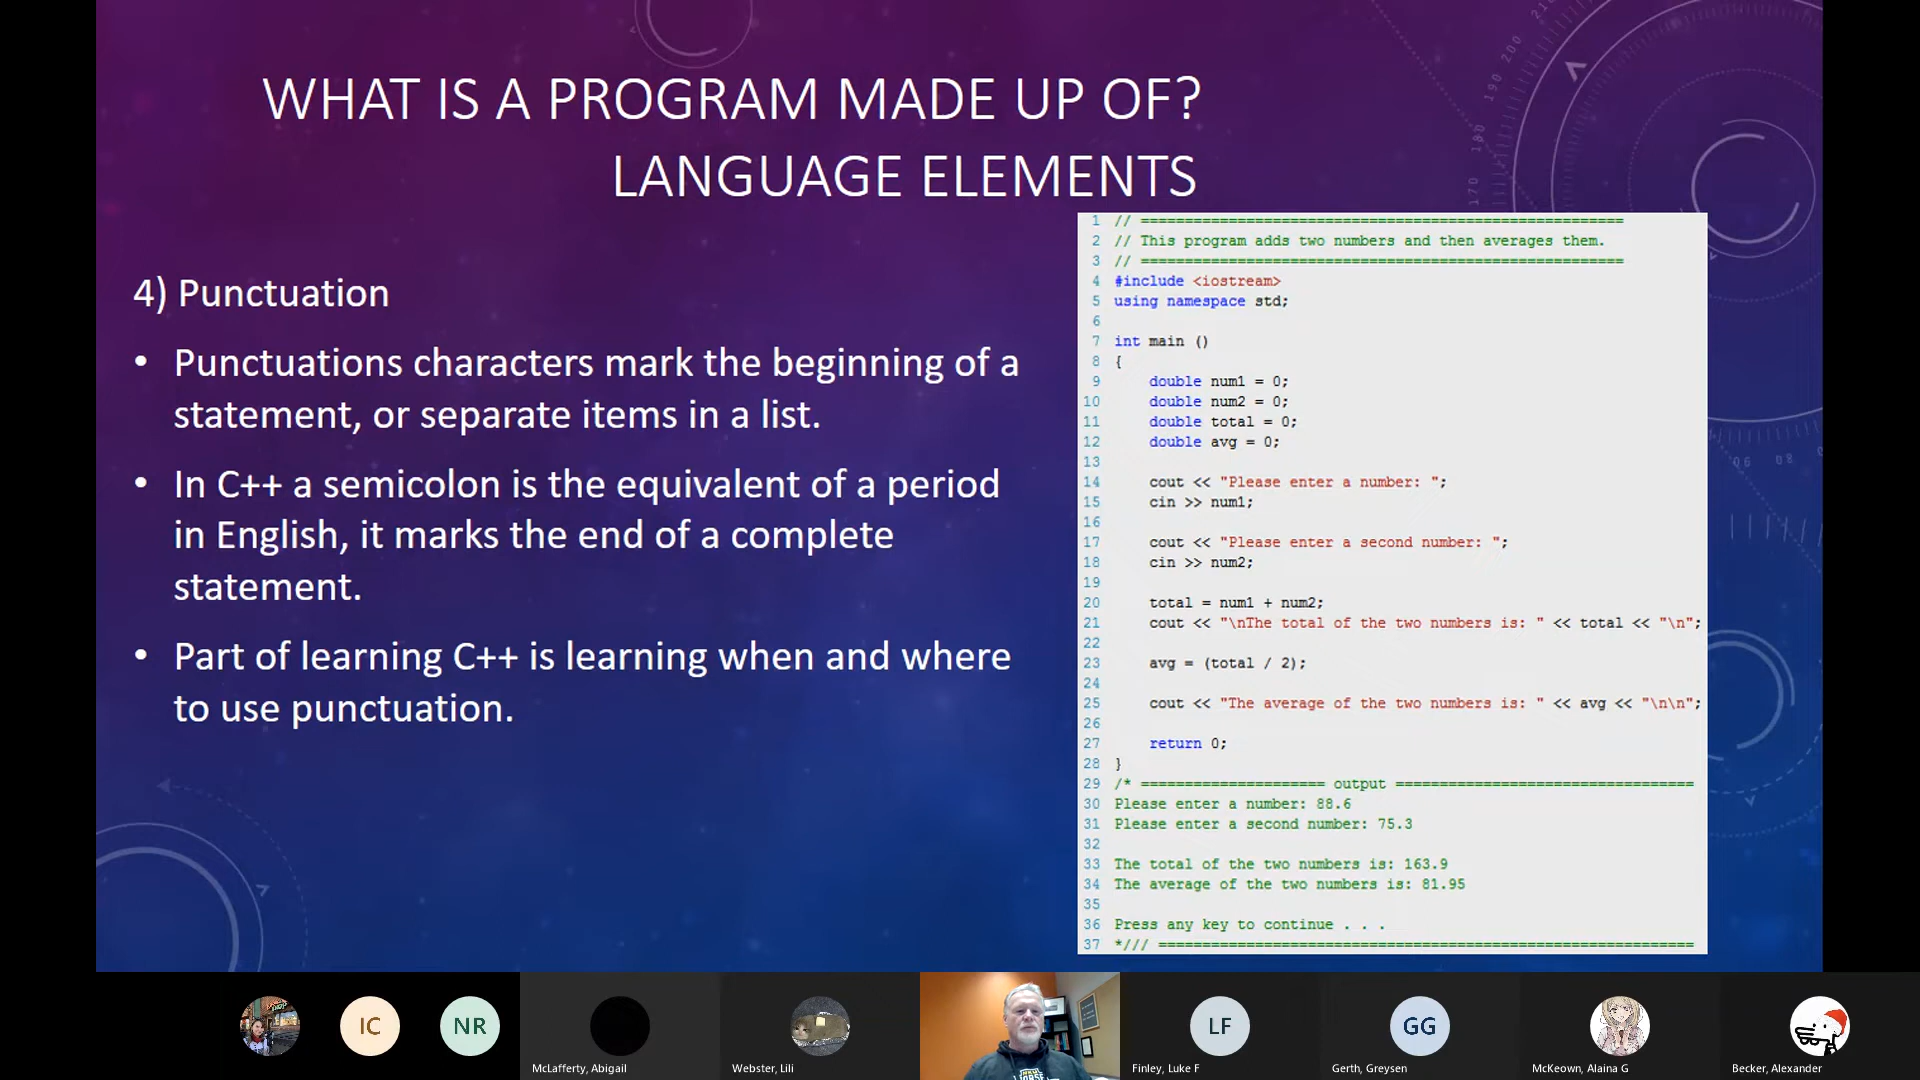 WHAT IS A PROGRAM MADE UP OF?
LANGUAGE ELEMENTS
4) Punctuation
• Punctuations characters mark the beginning of a
statement, or separate items in a list.
• In C++ a semicolon is the equivalent of a period
in English, it marks the end of a complete
statement.
• Part of learning C++ is learning when and where
to use punctuation.
1 // =======================================================
2 // This program adds two numbers and then averages them.
3 // =======================================================
4 #include <iostream>
5 using namespace std;
6
7 int main ()
8 {
9 double num1 = 0;
10 double num2 = 0;
11 double total = 0;
12 double avg = 0;
13
14 cout << "Please enter a number: ";
15 cin >> num1;
16
17 cout << "Please enter a second number: ";
18 cin >> num2;
19
20 total = num1 + num2;
21 cout << "\nThe total of the two numbers is: " << total << "\n";
22
23 avg = (total / 2);
24
25 cout << "The average of the two numbers is: " << avg << "\n\n";
26
27 return 0;
28 }
29 /* ===================== output ==================================
30 Please enter a number: 88.6
31 Please enter a second number: 75.3
32
33 The total of the two numbers is: 163.9
34 The average of the two numbers is: 81.95
35
36 Press any key to continue . . .
37 */// =============================================================
210
200
190
180
170
IC
NR
LF
GG
McLafferty, Abigail
Webster, Lili
Finley, Luke F
Gerth, Greysen
McKeown, Alaina G
Becker, Alexander